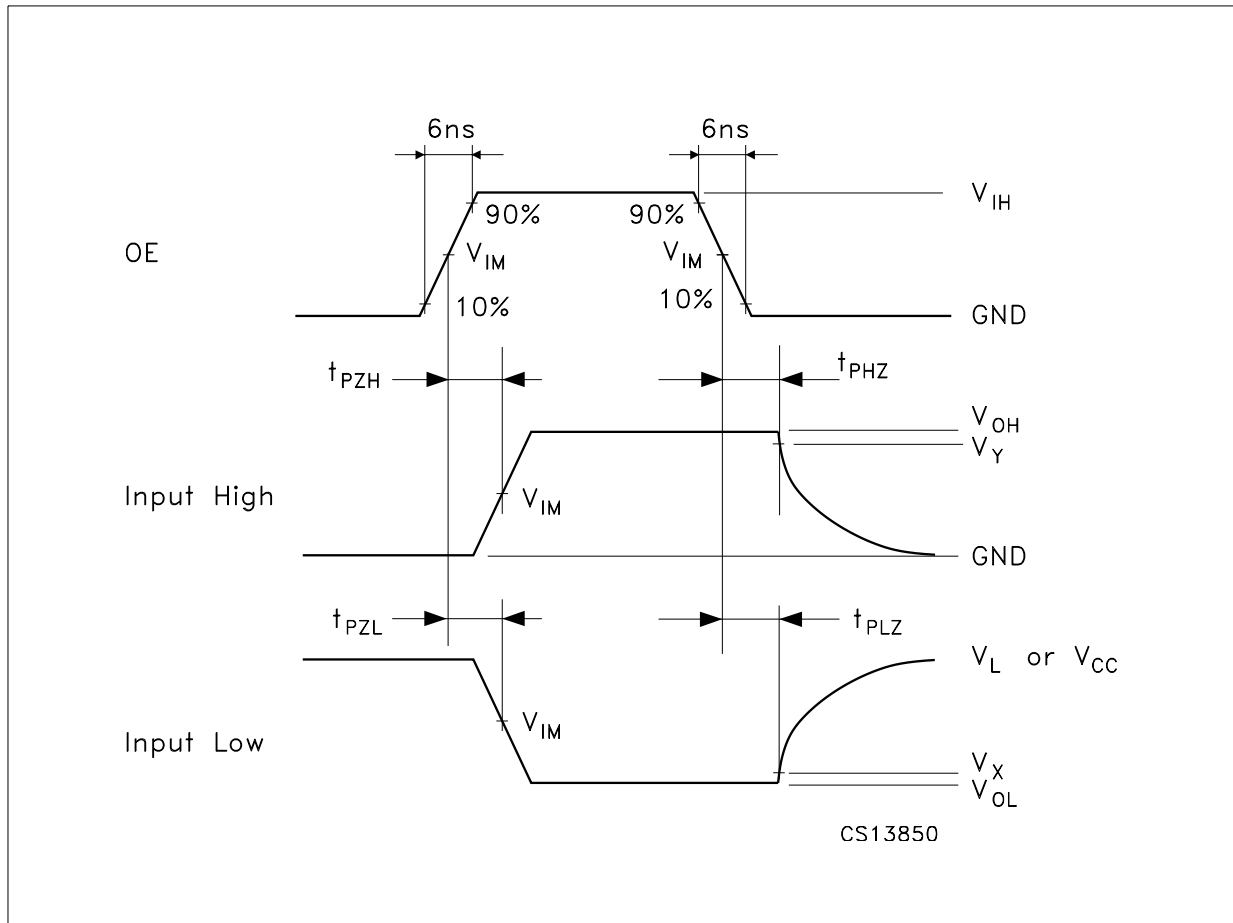 6ns 6ns
V_IH
90% 90%
OE V_IM V_IM
10% 10%
GND
t_PZH t_PHZ
V_OH
V_Y
Input High V_IM
GND
t_PZL t_PLZ
V_L or V_CC
V_IM
Input Low
V_X
V_OL
CS13850